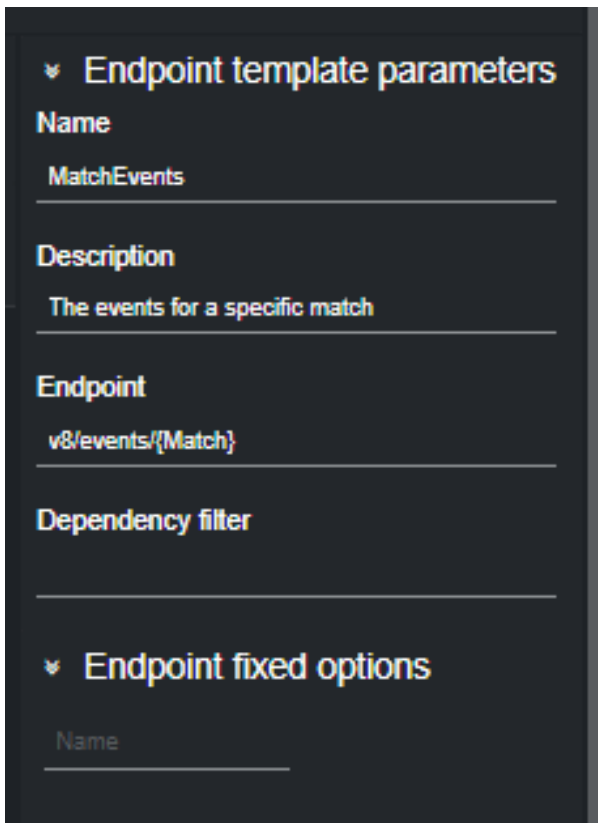 Endpoint template parameters
Name
MatchEvents
Description
The events for a specific match
Endpoint
v8/events/{Match}
Dependency filter
Endpoint fixed options
Name